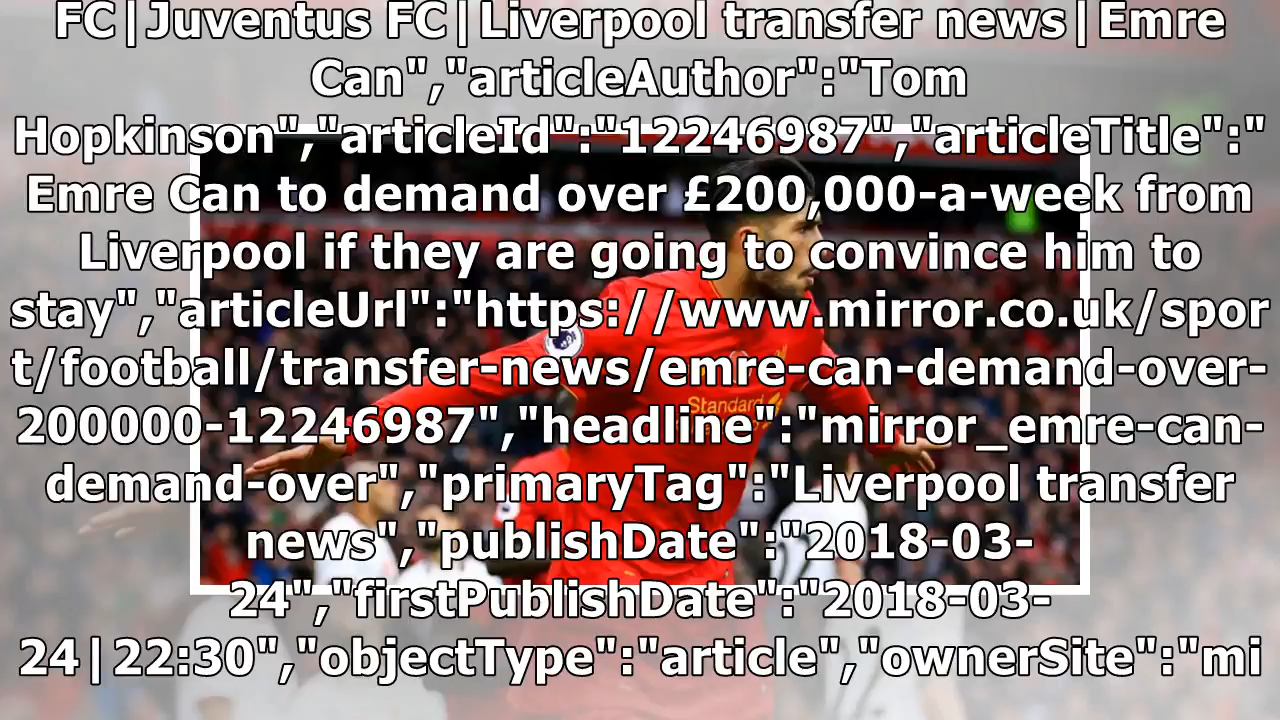 FC|Juventus FC|Liverpool transfer news|Emre
Can","articleAuthor":"Tom
Hopkinson","articleId":"12246987","articleTitle":"
Emre Can to demand over £200,000-a-week from
Liverpool if they are going to convince him to
stay","articleUrl":"https://www.mirror.co.uk/spor
t/football/transfer-news/emre-can-demand-over-
200000-12246987","headline":"mirror_emre-can-
demand-over","primaryTag":"Liverpool transfer
news","publishDate":"2018-03-
24","firstPublishDate":"2018-03-
24|22:30","objectType":"article","ownerSite":"mi
Standard